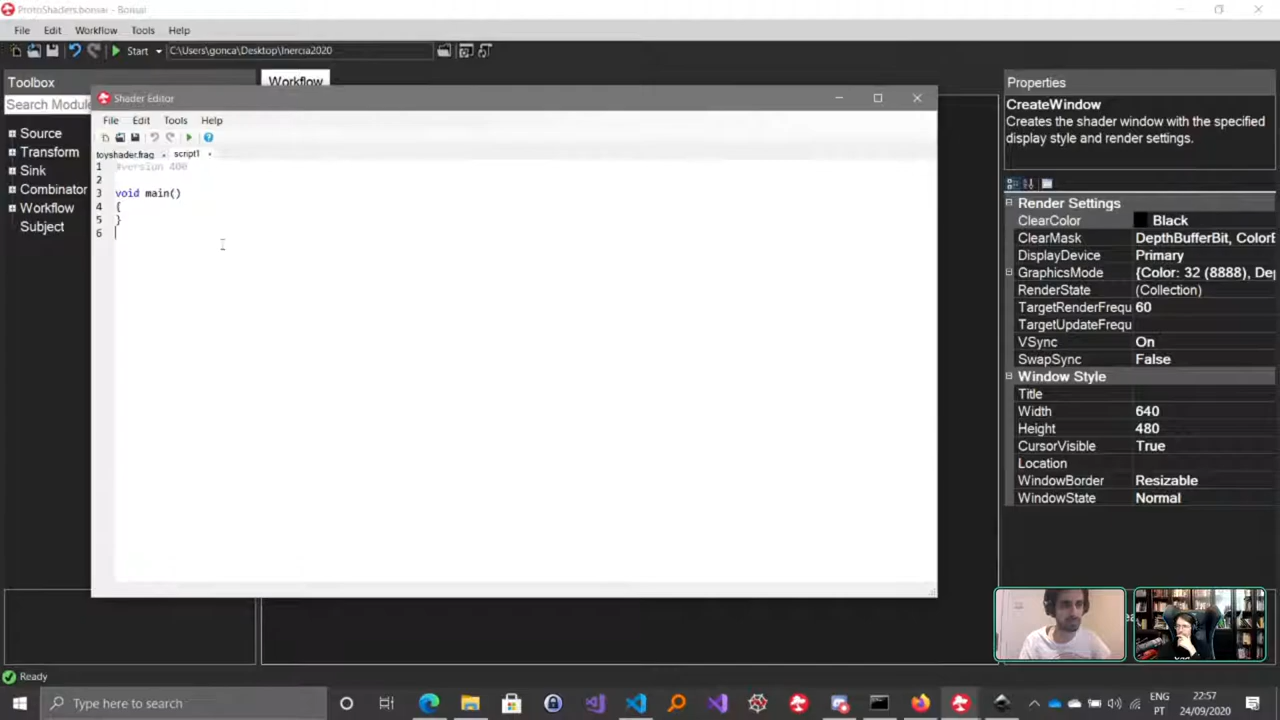 ProtoShaders.bonsai - Bonsai
File Edit Workflow Tools Help
Start C:\Users\gonca\Desktop\Inercia2020
Toolbox
Workflow
Properties
Search Modul
Shader Editor
CreateWindow
Creates the shader window with the specified
display style and render settings.
File Edit Tools Help
Source
Transform
Sink
Combinator
Workflow
Subject
toyshader.frag script1
1 #version 400
2
3 void main()
4 {
5 }
6
Render Settings
ClearColor Black
ClearMask DepthBufferBit, ColorE
DisplayDevice Primary
GraphicsMode {Color: 32 (8888), Dep
RenderState (Collection)
TargetRenderFrequ 60
TargetUpdateFrequ
VSync On
SwapSync False
Window Style
Title
Width 640
Height 480
CursorVisible True
Location
WindowBorder Resizable
WindowState Normal
Ready
Type here to search
ENG
PT
22:57
24/09/2020